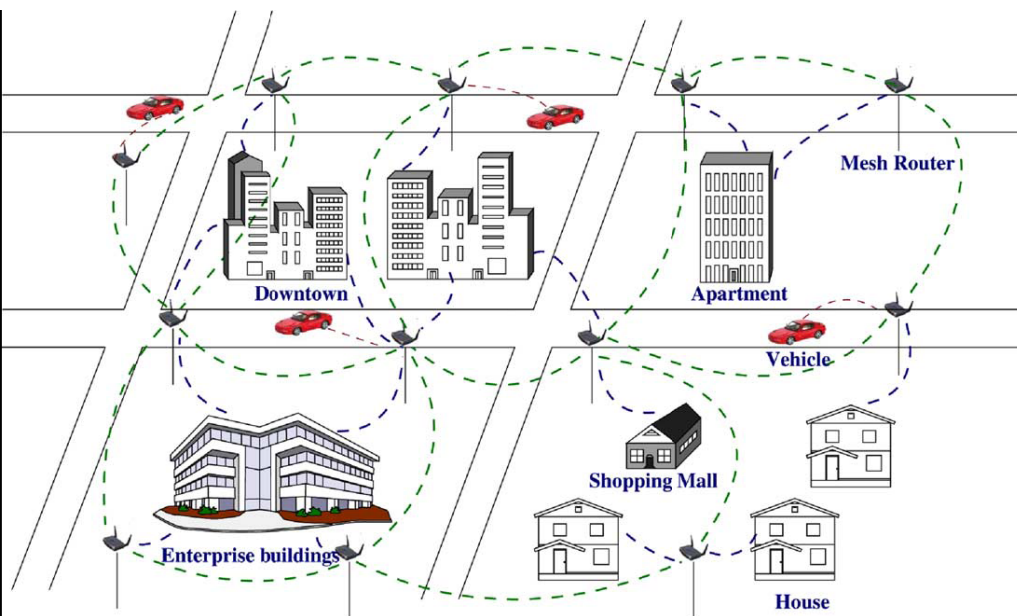 Mesh Router
Downtown
Apartment
Vehicle
Shopping Mall
Enterprise buildings
House